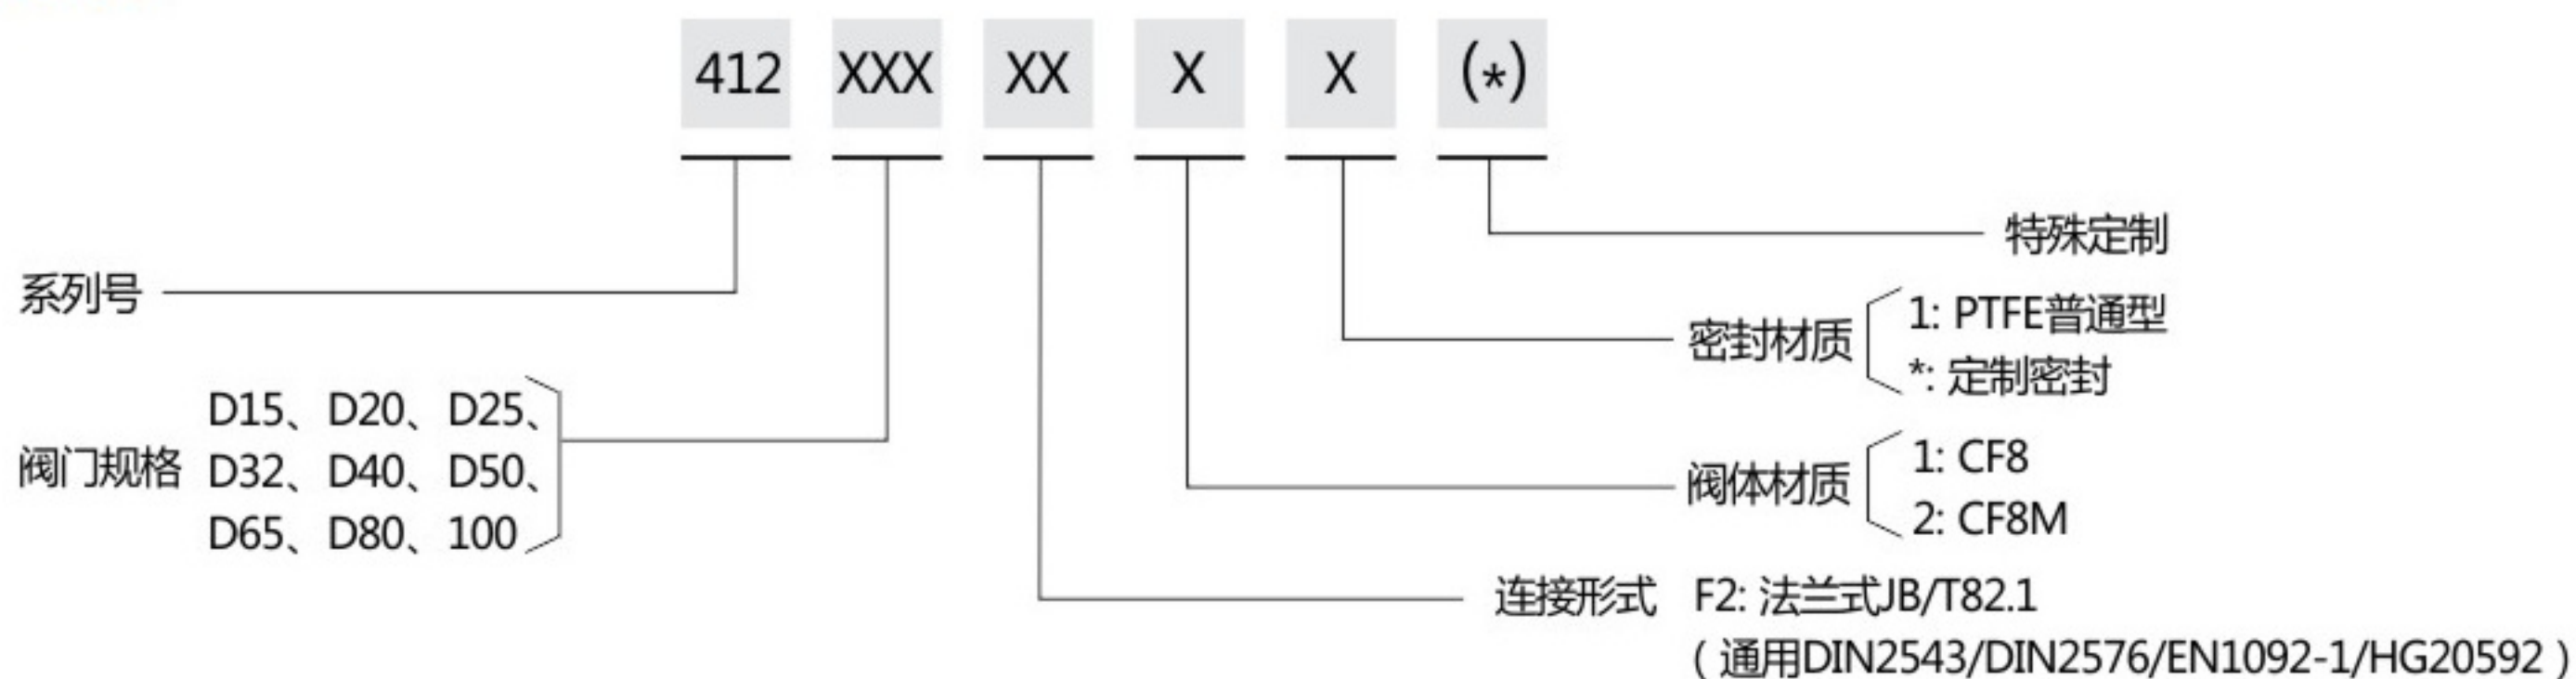 412 XXX XX X X (*)
特殊定制
系列号
密封材质
1: PTFE普通型
*: 定制密封
阀门规格
D15、D20、D25、
D32、D40、D50、
D65、D80、100
阀体材质
1: CF8
2: CF8M
连接形式 F2: 法兰式JB/T82.1
（通用DIN2543/DIN2576/EN1092-1/HG20592）